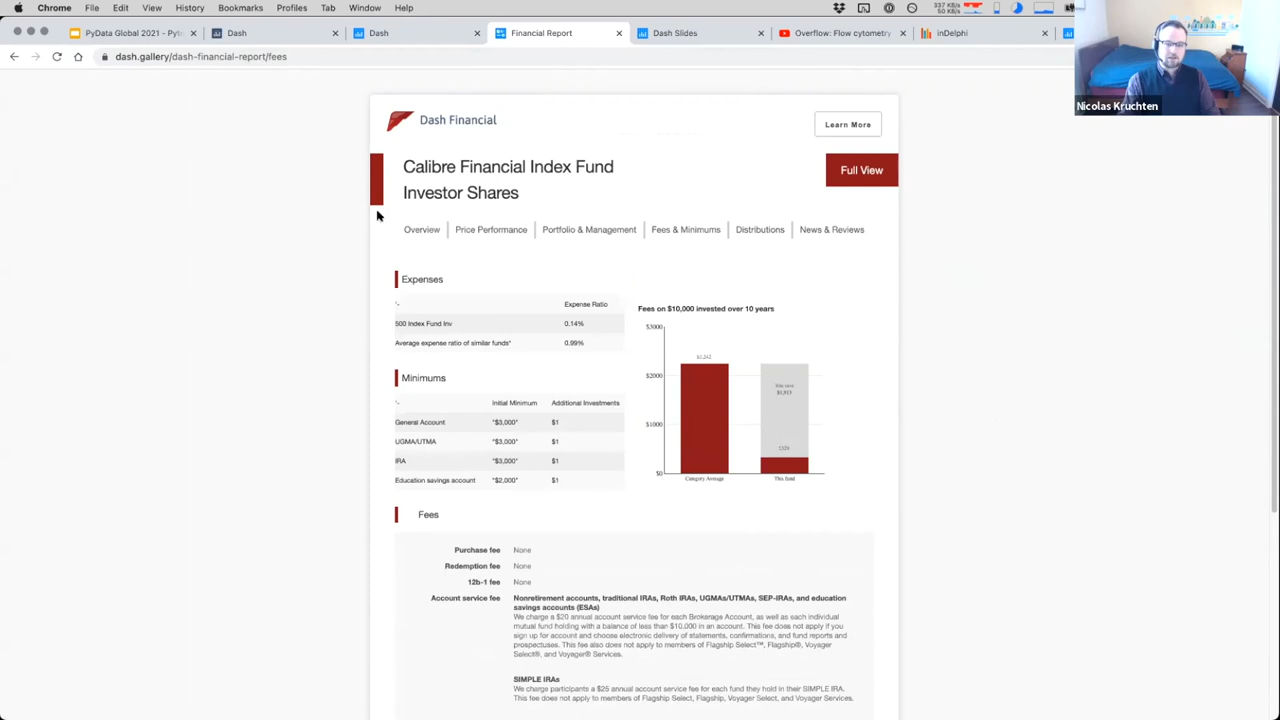 Chrome File Edit View History Bookmarks Profiles Tab Window Help
337 KB
50 KB
PyData Global 2021 - Pyt
Dash
Dash
Financial Report
Dash Slides
Overflow: Flow cytometry
inDelphi
dash.gallery/dash-financial-report/fees
Nicolas Kruchten
Dash Financial
Learn More
Calibre Financial Index Fund
Investor Shares
Full View
Overview
Price Performance
Portfolio & Management
Fees & Minimums
Distributions
News & Reviews
Expenses
Expense Ratio
500 Index Fund Inv 0.14%
Average expense ratio of similar funds* 0.99%
Minimums
Initial Minimum Additional Investments
General Account "$3,000" $1
UGMA/UTMA "$3,000" $1
IRA "$3,000" $1
Education savings account "$2,000" $1
Fees on $10,000 invested over 10 years
$3000
$2000
$1000
$0
$2,242
$1,913
Category Average
This fund
Fees
Purchase fee None
Redemption fee None
12b-1 fee None
Account service fee
Nonretirement accounts, traditional IRAs, Roth IRAs, UGMAs/UTMAs, SEP-IRAs, and education
savings accounts (ESAs)
We charge a $20 annual account service fee for each Brokerage Account, as well as each individual
mutual fund holding with a balance of less than $10,000 in an account. This fee does not apply if you
sign up for account and choose electronic delivery of statements, confirmations, and fund reports and
prospectuses. This fee also does not apply to members of Flagship Select™, Flagship®, Voyager
Select®, and Voyager® Services.
SIMPLE IRAs
We charge participants a $25 annual account service fee for each fund they hold in their SIMPLE IRA.
This fee does not apply to members of Flagship Select, Flagship, Voyager Select, and Voyager Services.